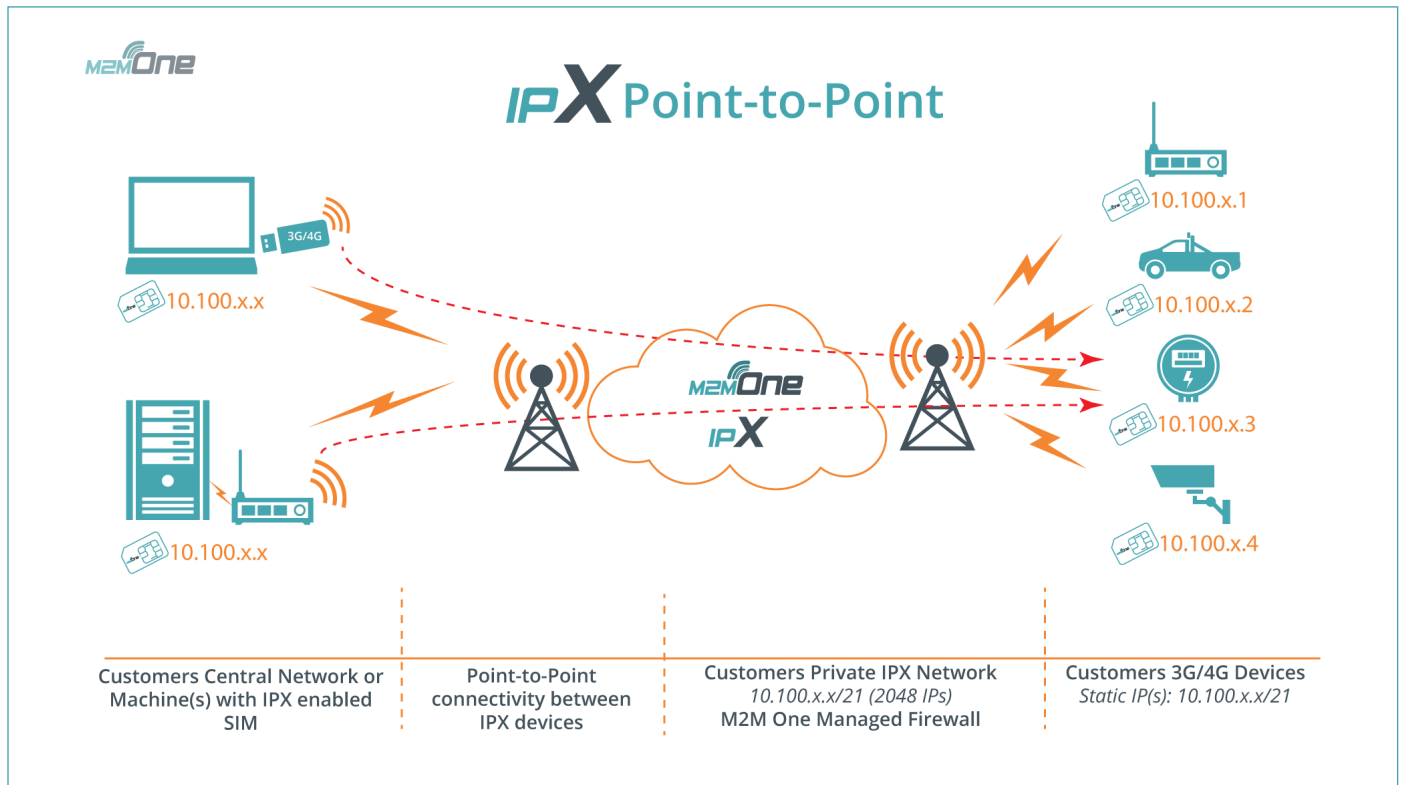 M2MOne
IPX Point-to-Point
3G/4G
10.100.x.x
10.100.x.x
M2MOne
IPX
10.100.x.1
10.100.x.2
10.100.x.3
10.100.x.4
Customers Central Network or
Machine(s) with IPX enabled
SIM
Point-to-Point
connectivity between
IPX devices
Customers Private IPX Network
10.100.x.x/21 (2048 IPs)
M2M One Managed Firewall
Customers 3G/4G Devices
Static IP(s): 10.100.x.x/21